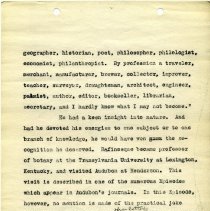 geographer, historian, poet, philosopher, philologist,
economist, philanthropist. By profession a traveler,
merchant, manufacturer, brewer, collector, improver,
teacher, surveyor, draughtsman, architect, engineer,
palmist, author, editor, bookseller, librarian,
secretary, and I hardly know what I may not become."
He had a keen insight into nature. And
had he devoted his energies to one subject or to one
branch of knowledge, he would have won the re-
cognition he deserved. Rafinesque became professor
of botany at the Transylvania University at Lexington,
Kentucky, and visited Audubon at Henderson. This
visit is described in one of the numerous Episodes
which appear in Audubon's journals. In this Episode,
however, no mention is made of the practical joke